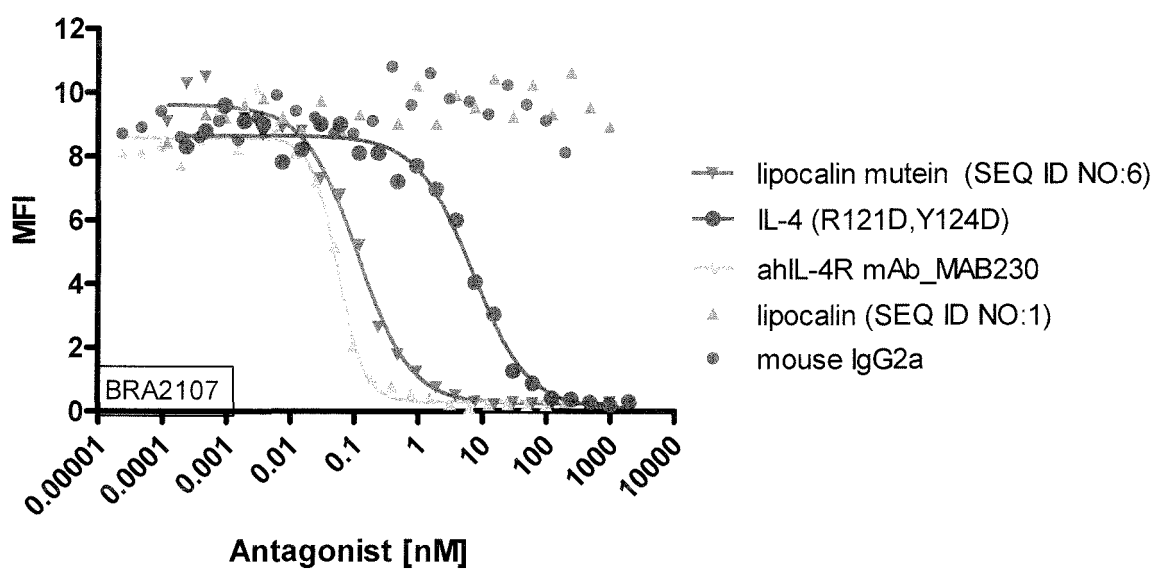 12
10
8
6
4
2
0
MFI
BRA2107
0.00001
0.0001
0.001
0.01
0.1
1
10
100
1000
10000
Antagonist [nM]
lipocalin mutein (SEQ ID NO:6)
IL-4 (R121D,Y124D)
ahIL-4R mAb_MAB230
lipocalin (SEQ ID NO:1)
mouse IgG2a